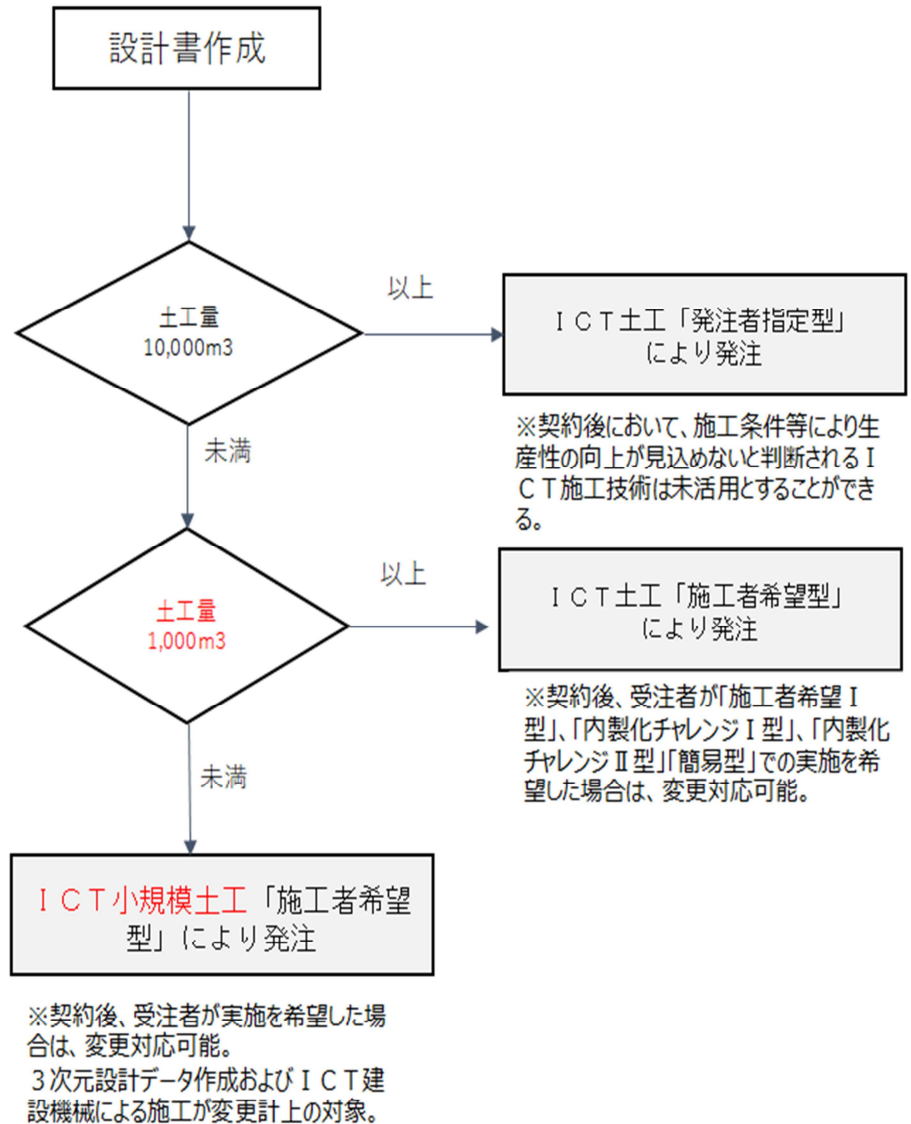 設計書作成
土工量
10,000m3
以上
ＩＣＴ土工「発注者指定型」
により発注
※契約後において、施工条件等により生
産性の向上が見込めないと判断されるＩ
ＣＴ施工技術は未活用とすることができ
る。
未満
土工量
1,000m3
以上
ＩＣＴ土工「施工者希望型」
により発注
※契約後、受注者が「施工者希望Ⅰ
型」、「内製化チャレンジⅠ型」、「内製化
チャレンジⅡ型」「簡易型」での実施を希
望した場合は、変更対応可能。
未満
ＩＣＴ小規模土工「施工者希望
型」により発注
※契約後、受注者が実施を希望した場
合は、変更対応可能。
３次元設計データ作成およびＩＣＴ建
設機械による施工が変更計上の対象。